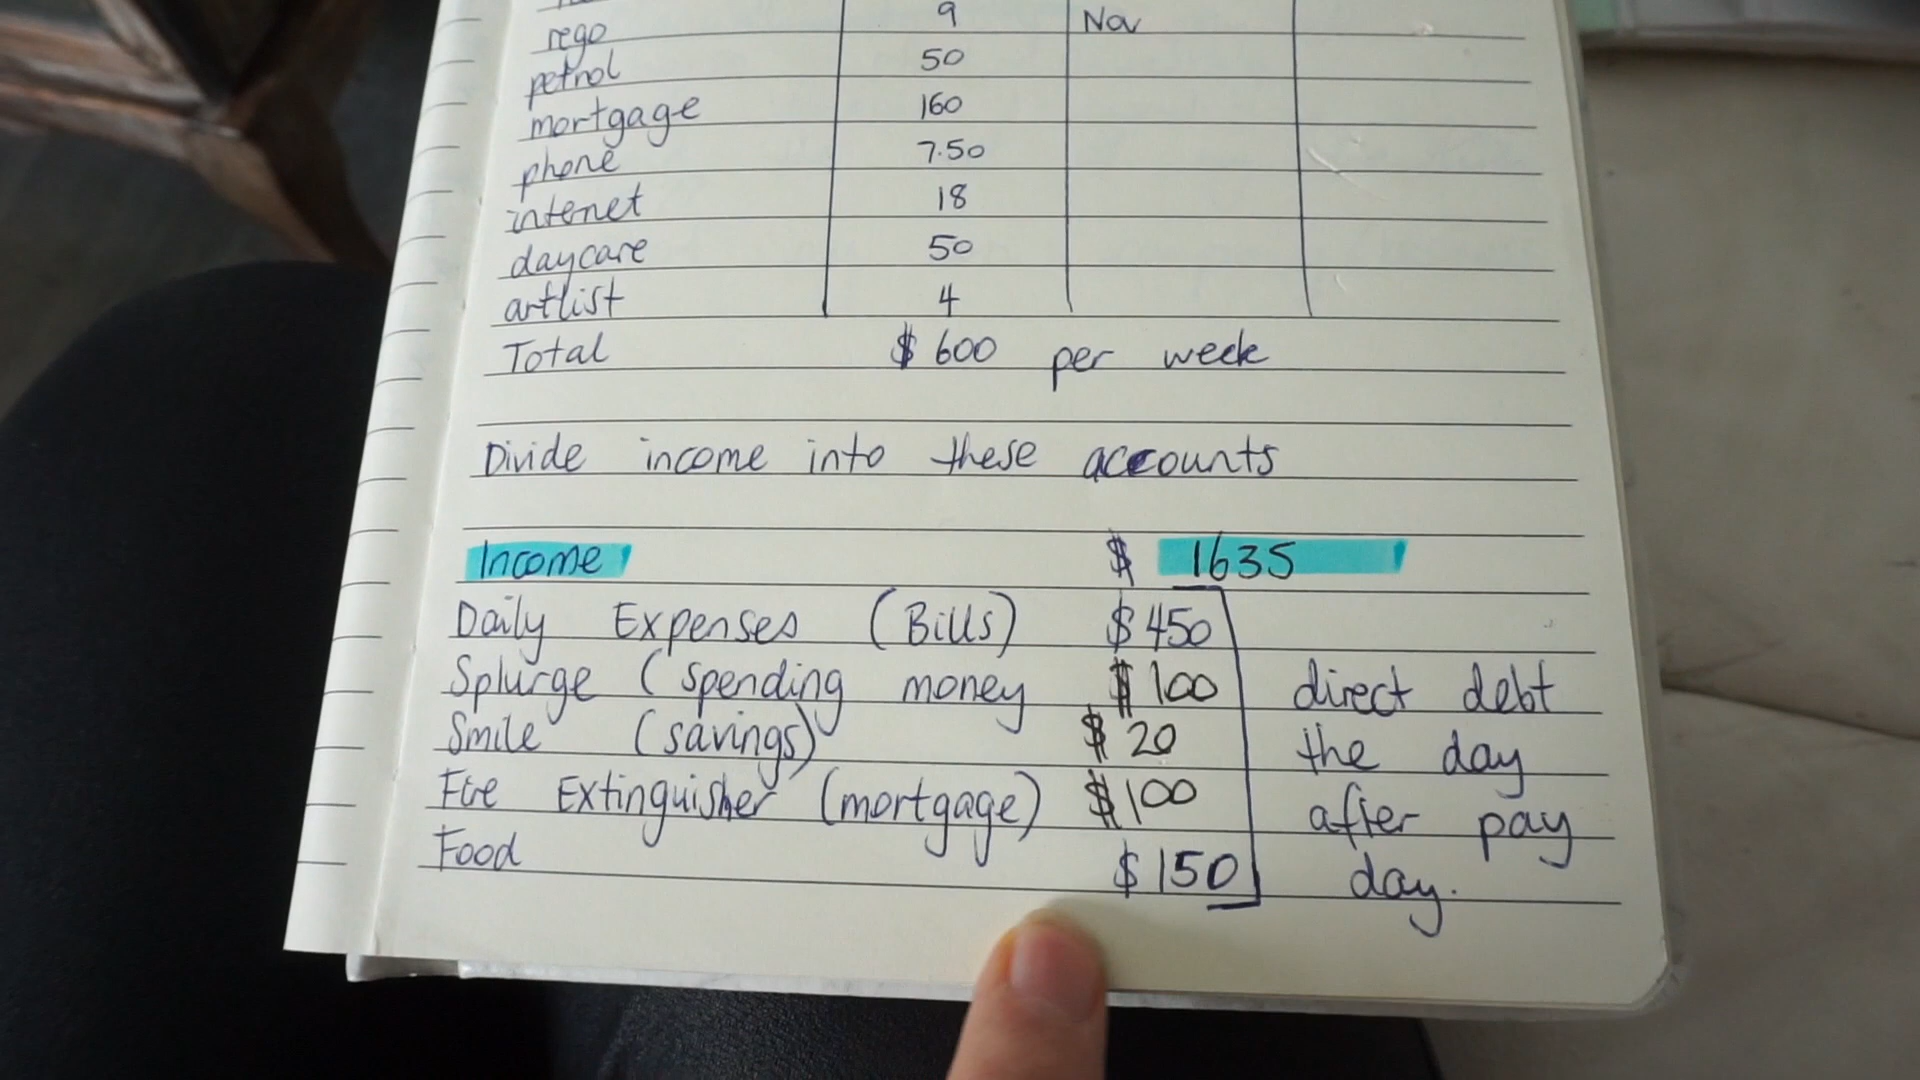 rego 9 Nov
petrol 50
mortgage 160
phone 7.50
internet 18
daycare 50
artlist 4
Total $ 600 per week
Divide income into these accounts
Income $ 1635
Daily Expenses (Bills) $ 450
Splurge (spending money $ 100 direct debt
Smile (savings) $ 20 the day
Fire Extinguisher (mortgage) $ 100 after pay
Food $ 150 day.